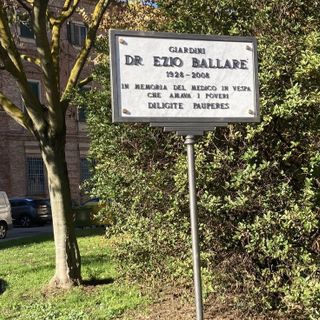 GIARDINI
DR EZIO BALLARE'
1928-2008
IN MEMORIA DEL MEDICO IN VESPA
CHE AMAVA I POVERI
DILIGITE PAUPERES